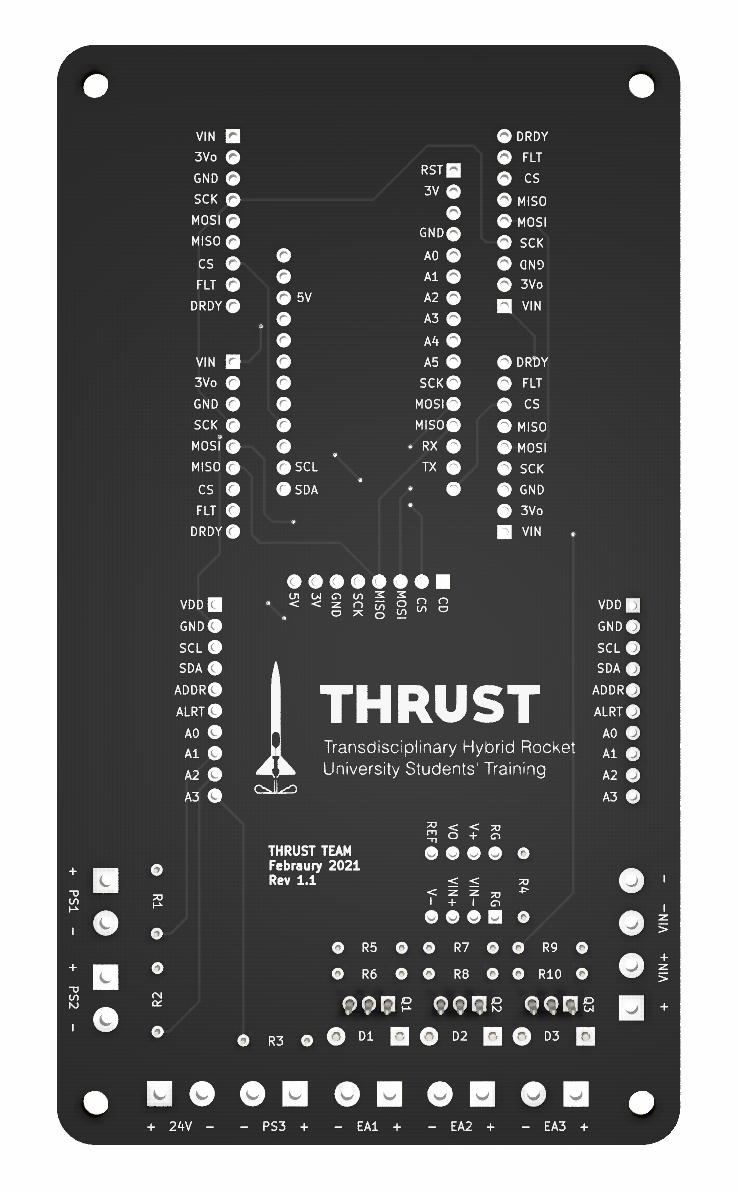 VIN
3Vo
GND
SCK
MOSI
MISO
CS
FLT
DRDY
VIN
3Vo
GND
SCK
MOSI
MISO
CS
FLT
DRDY
5V
SCL
SDA
RST
3V
GND
A0
A1
A2
A3
A4
A5
SCK
MOSI
MISO
RX
TX
DRDY
FLT
CS
MISO
MOSI
SCK
GND
3Vo
VIN
DRDY
FLT
CS
MISO
MOSI
SCK
GND
3Vo
VIN
5V 3V GND SCK MISO MOSI CS CD
VDD
GND
SCL
SDA
ADDR
ALRT
A0
A1
A2
A3
VDD
GND
SCL
SDA
ADDR
ALRT
A0
A1
A2
A3
THRUST
Transdisciplinary Hybrid Rocket
University Students' Training
THRUST TEAM
Febraury 2021
Rev 1.1
REF VO V+ RG
V- VIN+ VIN- RG
R4
+ PS1 -
+ PS2 -
R1
R2
- VIN-
VIN+ +
R5 R7 R9
R6 R8 R10
Q1 Q2 Q3
R3 D1 D2 D3
+ 24V - - PS3 + - EA1 + - EA2 + - EA3 +